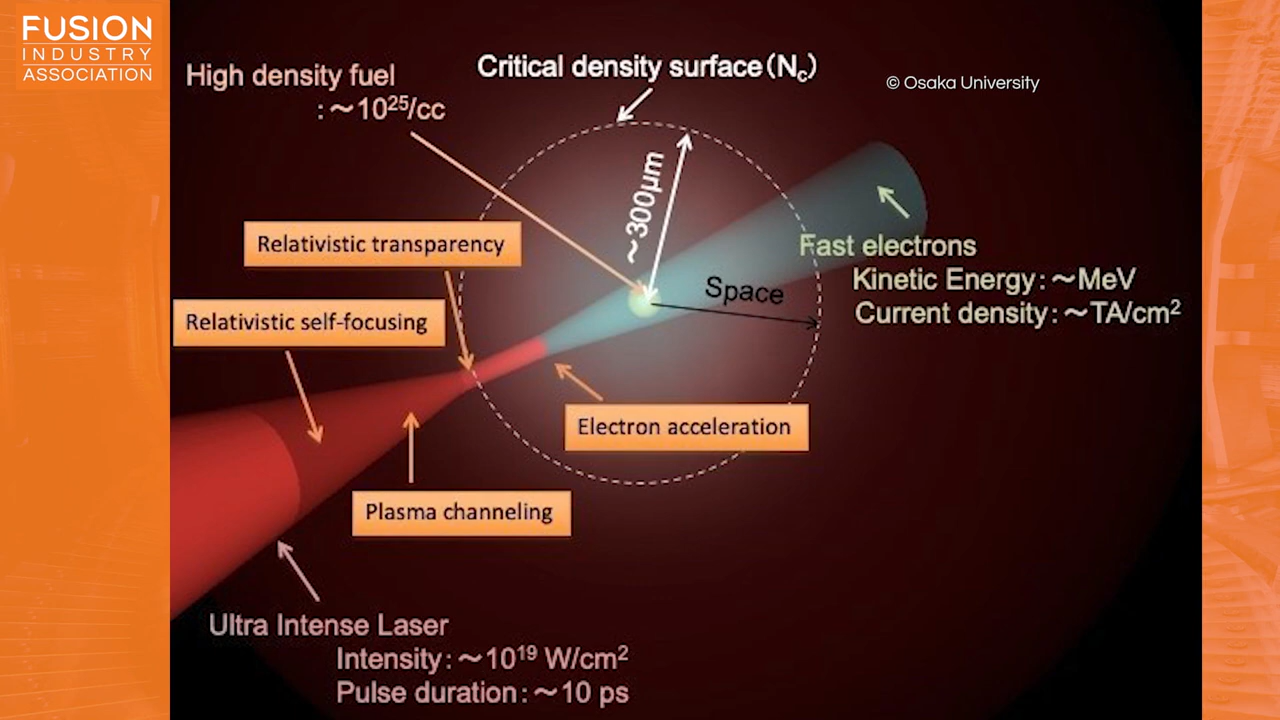 FUSION
INDUSTRY
ASSOCIATION
High density fuel
: ~10²⁵/cc
Critical density surface (Nc)
© Osaka University
~300μm
Relativistic transparency
Fast electrons
Kinetic Energy : ~MeV
Current density : ~TA/cm²
Space
Relativistic self-focusing
Electron acceleration
Plasma channeling
Ultra Intense Laser
Intensity : ~10¹⁹ W/cm²
Pulse duration : ~10 ps